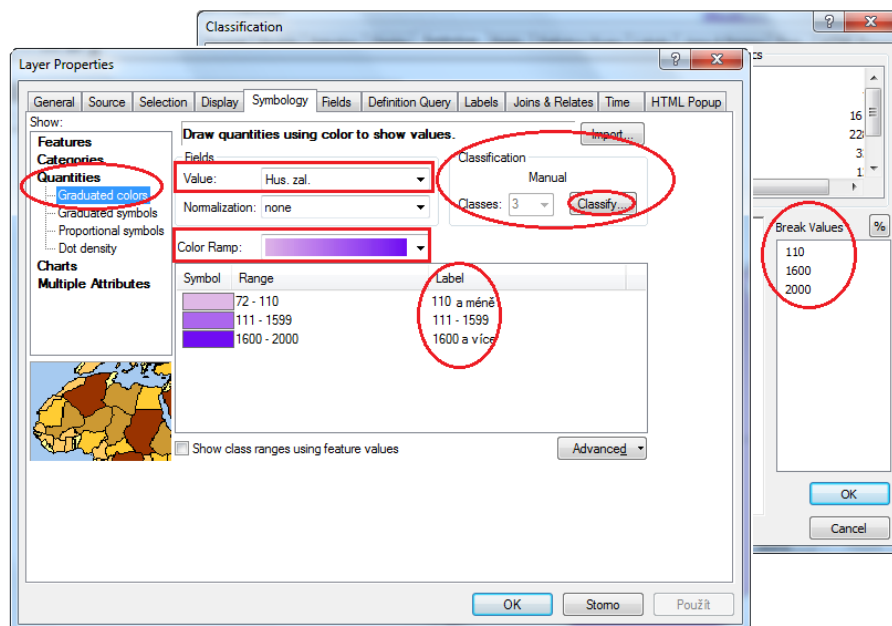 Classification
Layer Properties
General Source Selection Display Symbology Fields Definition Query Labels Joins & Relates Time HTML Popup
Show:
Features
Categories
Quantities
Graduated colors
Graduated symbols
Proportional symbols
Dot density
Charts
Multiple Attributes
Draw quantities using color to show values.
Import...
Fields
Value: Hus. zal.
Normalization: none
Classification
Manual
Classes: 3 Classify...
Color Ramp:
Symbol Range Label
72 - 110 110 a méně
111 - 1599 111 - 1599
1600 - 2000 1600 a více
Show class ranges using feature values
Advanced
OK Storno Použít
Break Values %
110
1600
2000
OK
Cancel